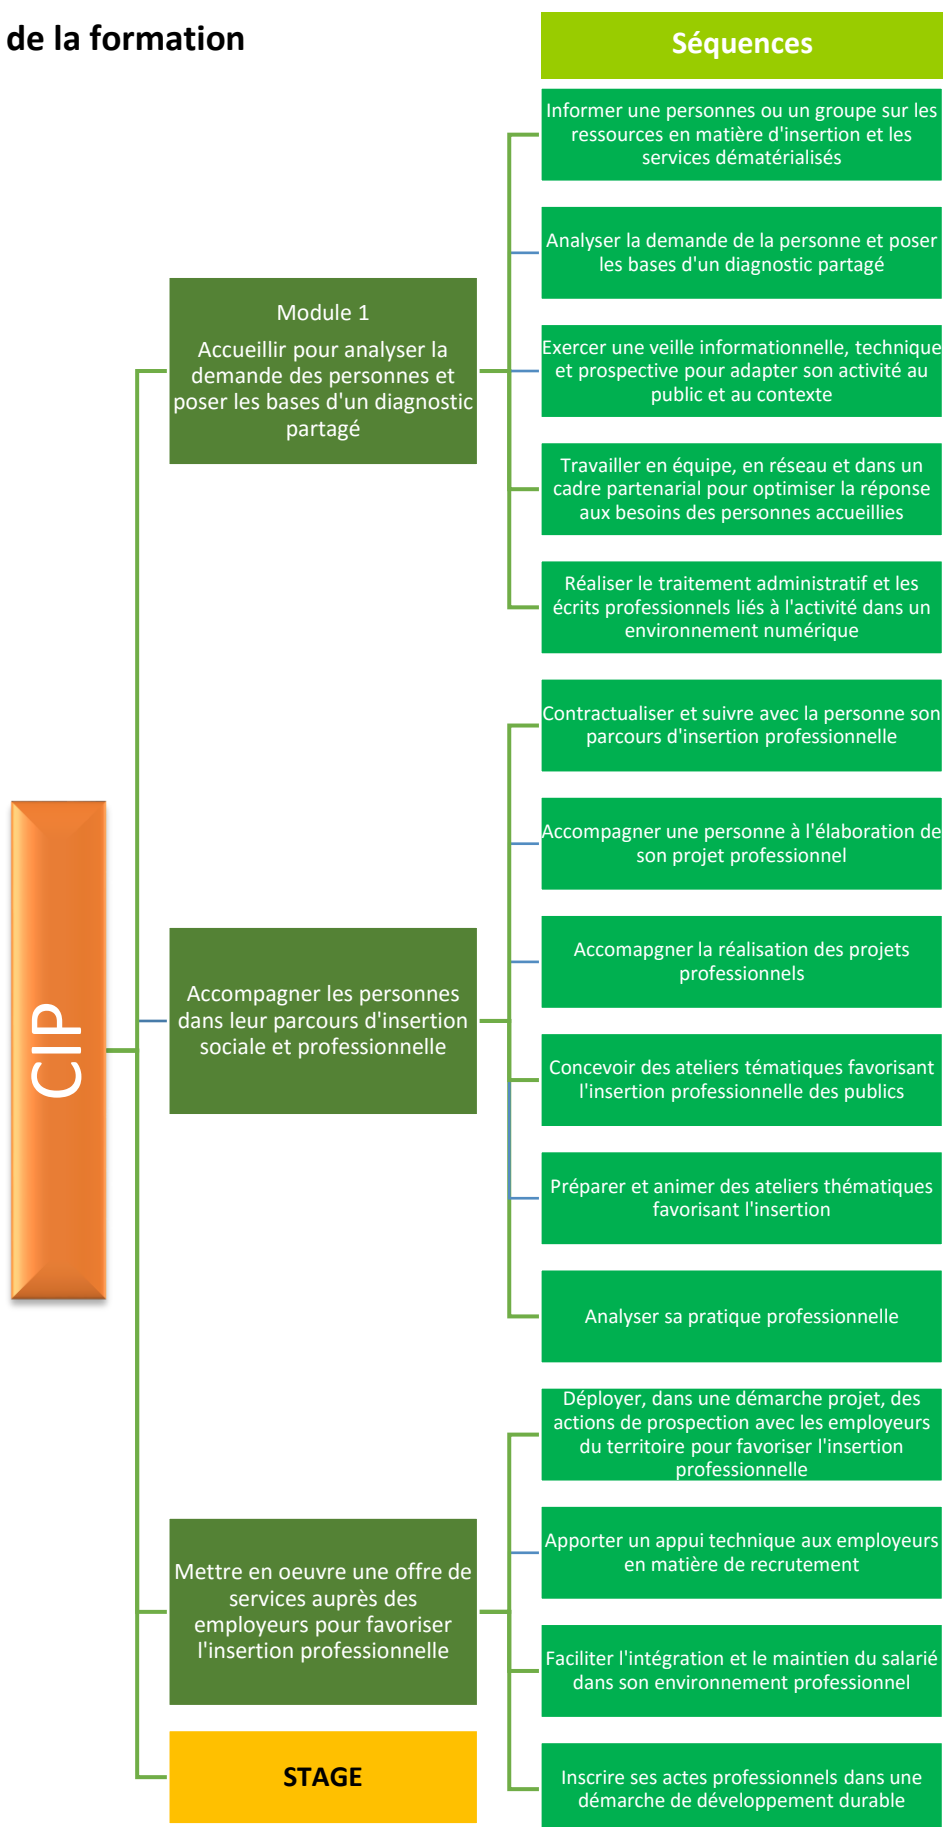 de la formation
Séquences
CIP
Module 1
Accueillir pour analyser la
demande des personnes et
poser les bases d'un diagnostic
partagé
Informer une personnes ou un groupe sur les
ressources en matière d'insertion et les
services dématérialisés
Analyser la demande de la personne et poser
les bases d'un diagnostic partagé
Exercer une veille informationnelle, technique
et prospective pour adapter son activité au
public et au contexte
Travailler en équipe, en réseau et dans un
cadre partenarial pour optimiser la réponse
aux besoins des personnes accueillies
Réaliser le traitement administratif et les
écrits professionnels liés à l'activité dans un
environnement numérique
Accompagner les personnes
dans leur parcours d'insertion
sociale et professionnelle
Contractualiser et suivre avec la personne son
parcours d'insertion professionnelle
Accompagner une personne à l'élaboration de
son projet professionnel
Accomapgner la réalisation des projets
professionnels
Concevoir des ateliers tématiques favorisant
l'insertion professionnelle des publics
Préparer et animer des ateliers thématiques
favorisant l'insertion
Analyser sa pratique professionnelle
Mettre en oeuvre une offre de
services auprès des
employeurs pour favoriser
l'insertion professionnelle
Déployer, dans une démarche projet, des
actions de prospection avec les employeurs
du territoire pour favoriser l'insertion
professionnelle
Apporter un appui technique aux employeurs
en matière de recrutement
Faciliter l'intégration et le maintien du salarié
dans son environnement professionnel
Inscrire ses actes professionnels dans une
démarche de développement durable
STAGE